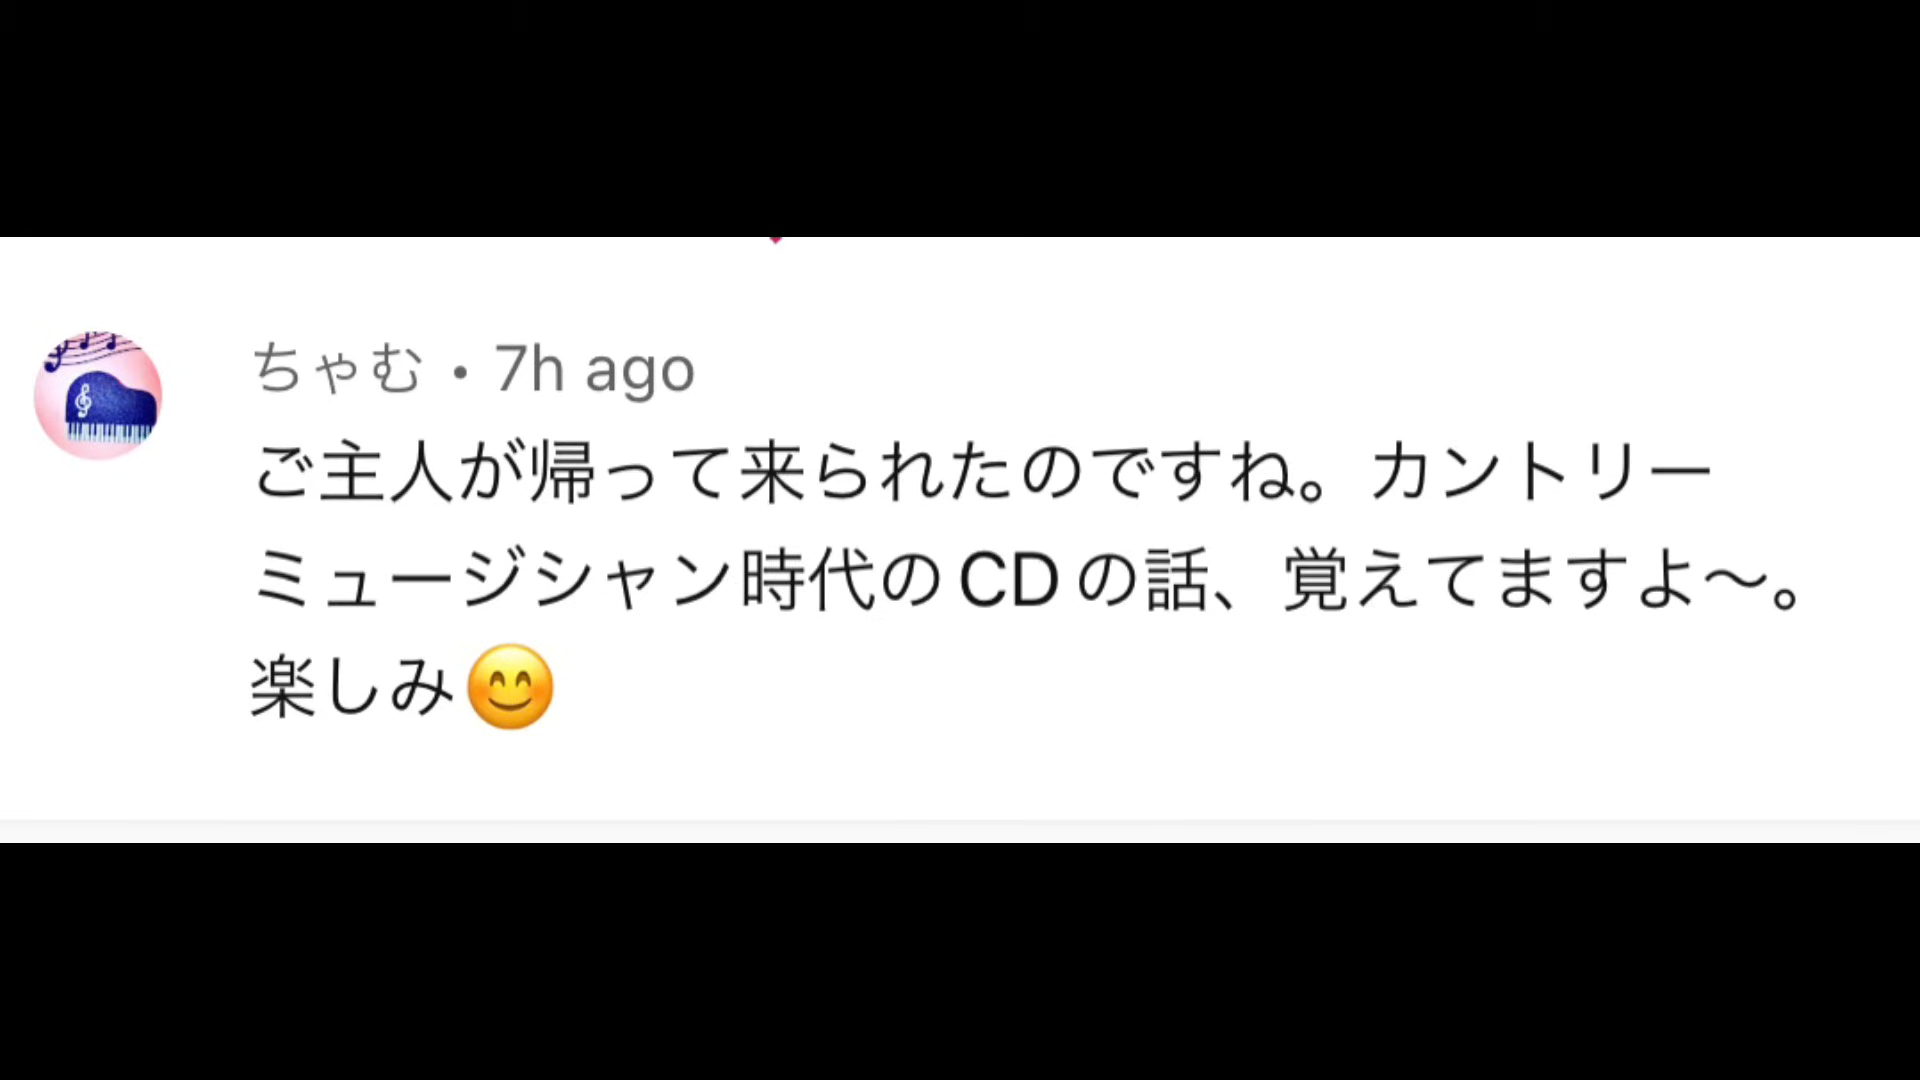 ちゃむ • 7h ago
ご主人が帰って来られたのですね。カントリー
ミュージシャン時代のCDの話、覚えてますよ〜。
楽しみ😊